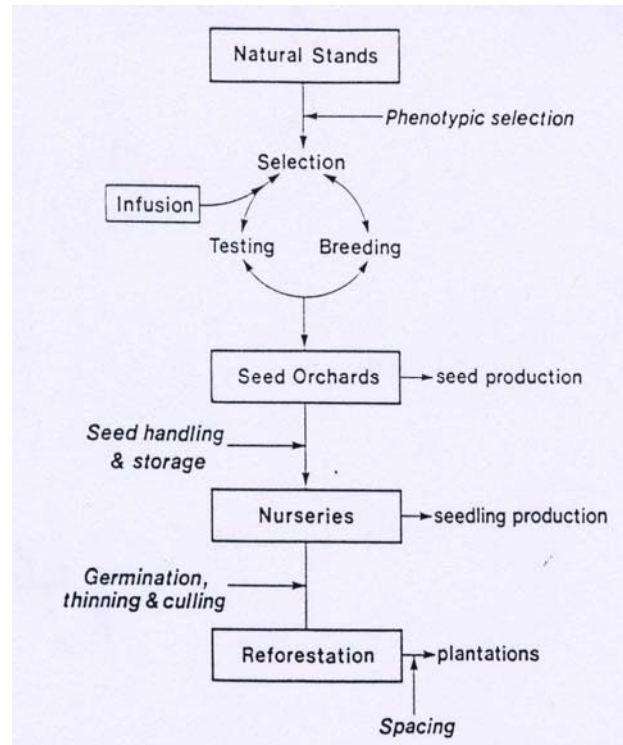 Natural Stands
Phenotypic selection
Selection
Infusion
Testing
Breeding
Seed Orchards
seed production
Seed handling
& storage
Nurseries
seedling production
Germination,
thinning & culling
Reforestation
plantations
Spacing